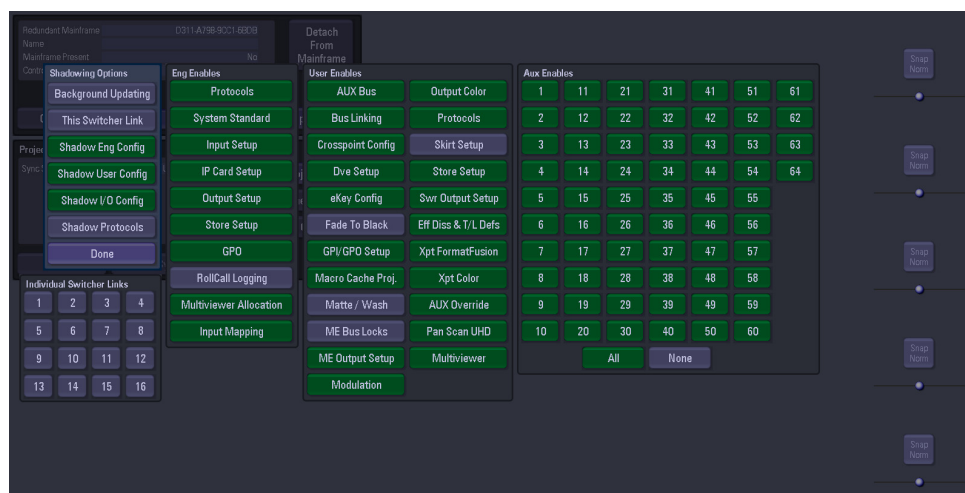 Redundant Mainframe D311-A798-9CC1-6BDB
Name
Mainframe Present No
Detach
From
Mainframe
Shadowing Options
Background Updating
This Switcher Link
Shadow Eng Config
Shadow User Config
Shadow I/O Config
Shadow Protocols
Done
Individual Switcher Links
1 2 3 4
5 6 7 8
9 10 11 12
13 14 15 16
Eng Enables
Protocols
System Standard
Input Setup
IP Card Setup
Output Setup
Store Setup
GPO
RollCall Logging
Multiviewer Allocation
Input Mapping
User Enables
AUX Bus Output Color
Bus Linking Protocols
Crosspoint Config Skirt Setup
Dve Setup Store Setup
eKey Config Swr Output Setup
Fade To Black Eff Diss & T/L Defs
GPI/GPO Setup Xpt FormatFusion
Macro Cache Proj. Xpt Color
Matte / Wash AUX Override
ME Bus Locks Pan Scan UHD
ME Output Setup Multiviewer
Modulation
Aux Enables
1 11 21 31 41 51 61
2 12 22 32 42 52 62
3 13 23 33 43 53 63
4 14 24 34 44 54 64
5 15 25 35 45 55
6 16 26 36 46 56
7 17 27 37 47 57
8 18 28 38 48 58
9 19 29 39 49 59
10 20 30 40 50 60
All None
Snap
Norm
Snap
Norm
Snap
Norm
Snap
Norm
Snap
Norm